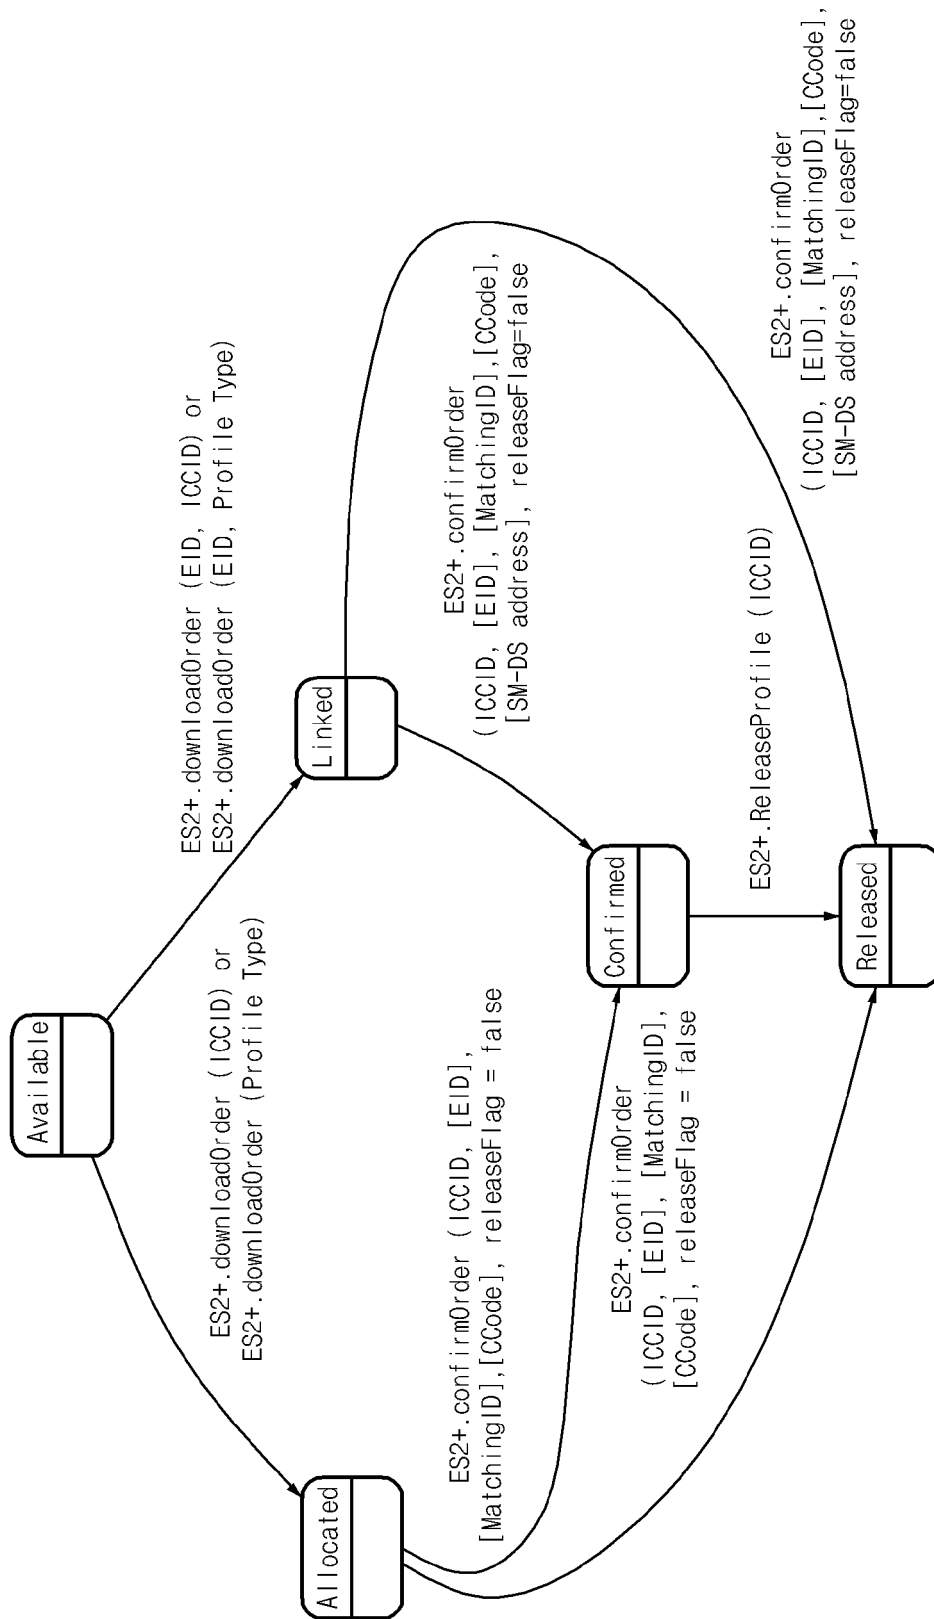 Available
ES2+.downloadOrder (ICCID) or
ES2+.downloadOrder (Profile Type)
ES2+.downloadOrder (EID, ICCID) or
ES2+.downloadOrder (EID, Profile Type)
Allocated
Linked
ES2+.confirmOrder (ICCID, [EID],
[MatchingID],[CCode], releaseFlag = false
ES2+.confirmOrder
(ICCID, [EID], [MatchingID],[CCode],
[SM-DS address], releaseFlag=false
Confirmed
ES2+.confirmOrder
(ICCID, [EID], [MatchingID],
[CCode], releaseFlag = false
ES2+.ReleaseProfile (ICCID)
ES2+.confirmOrder
(ICCID, [EID], [MatchingID],[CCode],
[SM-DS address], releaseFlag=false
Released